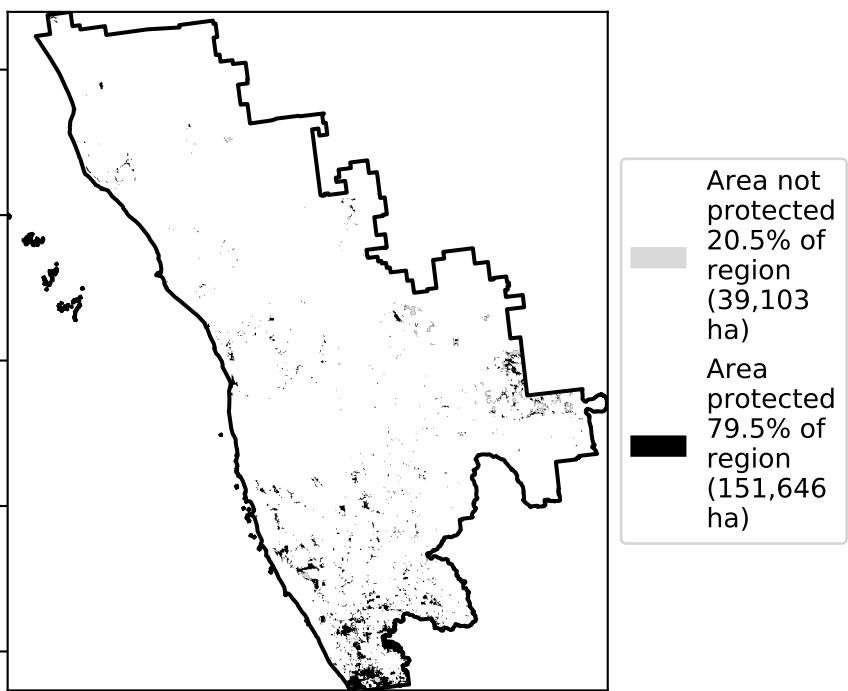 Area not
protected
20.5% of
region
(39,103
ha)
Area
protected
79.5% of
region
(151,646
ha)